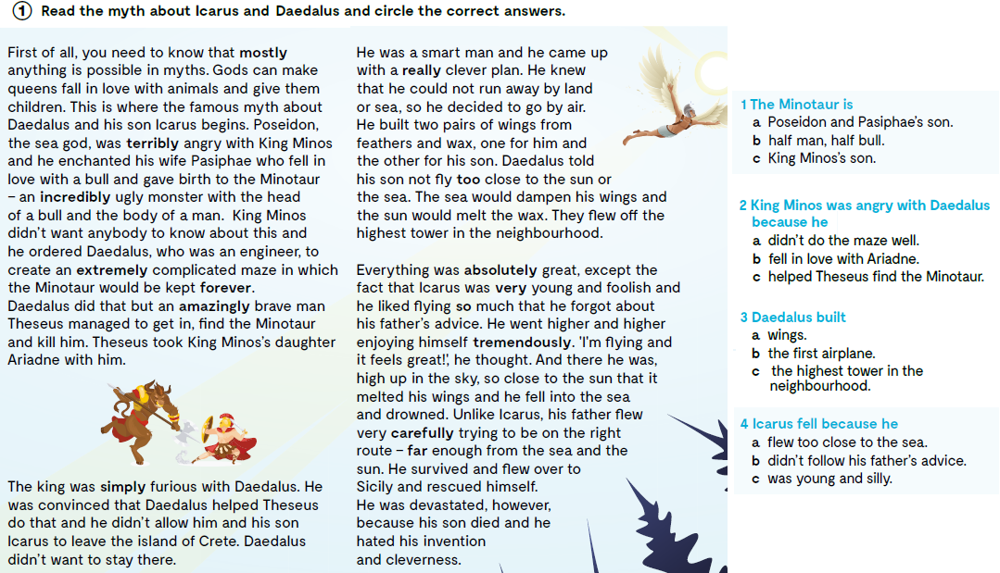 1 Read the myth about Icarus and Daedalus and circle the correct answers.
First of all, you need to know that mostly
anything is possible in myths. Gods can make
queens fall in love with animals and give them
children. This is where the famous myth about
Daedalus and his son Icarus begins. Poseidon,
the sea god, was terribly angry with King Minos
and he enchanted his wife Pasiphae who fell in
love with a bull and gave birth to the Minotaur
– an incredibly ugly monster with the head
of a bull and the body of a man. King Minos
didn't want anybody to know about this and
he ordered Daedalus, who was an engineer, to
create an extremely complicated maze in which
the Minotaur would be kept forever.
Daedalus did that but an amazingly brave man
Theseus managed to get in, find the Minotaur
and kill him. Theseus took King Minos's daughter
Ariadne with him.
The king was simply furious with Daedalus. He
was convinced that Daedalus helped Theseus
do that and he didn't allow him and his son
Icarus to leave the island of Crete. Daedalus
didn't want to stay there.
He was a smart man and he came up
with a really clever plan. He knew
that he could not run away by land
or sea, so he decided to go by air.
He built two pairs of wings from
feathers and wax, one for him and
the other for his son. Daedalus told
his son not fly too close to the sun or
the sea. The sea would dampen his wings and
the sun would melt the wax. They flew off the
highest tower in the neighbourhood.
Everything was absolutely great, except the
fact that Icarus was very young and foolish and
he liked flying so much that he forgot about
his father's advice. He went higher and higher
enjoying himself tremendously. 'I'm flying and
it feels great!', he thought. And there he was,
high up in the sky, so close to the sun that it
melted his wings and he fell into the sea
and drowned. Unlike Icarus, his father flew
very carefully trying to be on the right
route – far enough from the sea and the
sun. He survived and flew over to
Sicily and rescued himself.
He was devastated, however,
because his son died and he
hated his invention
and cleverness.
1 The Minotaur is
a Poseidon and Pasiphae's son.
b half man, half bull.
c King Minos's son.
2 King Minos was angry with Daedalus
because he
a didn't do the maze well.
b fell in love with Ariadne.
c helped Theseus find the Minotaur.
3 Daedalus built
a wings.
b the first airplane.
c the highest tower in the
neighbourhood.
4 Icarus fell because he
a flew too close to the sea.
b didn't follow his father's advice.
c was young and silly.